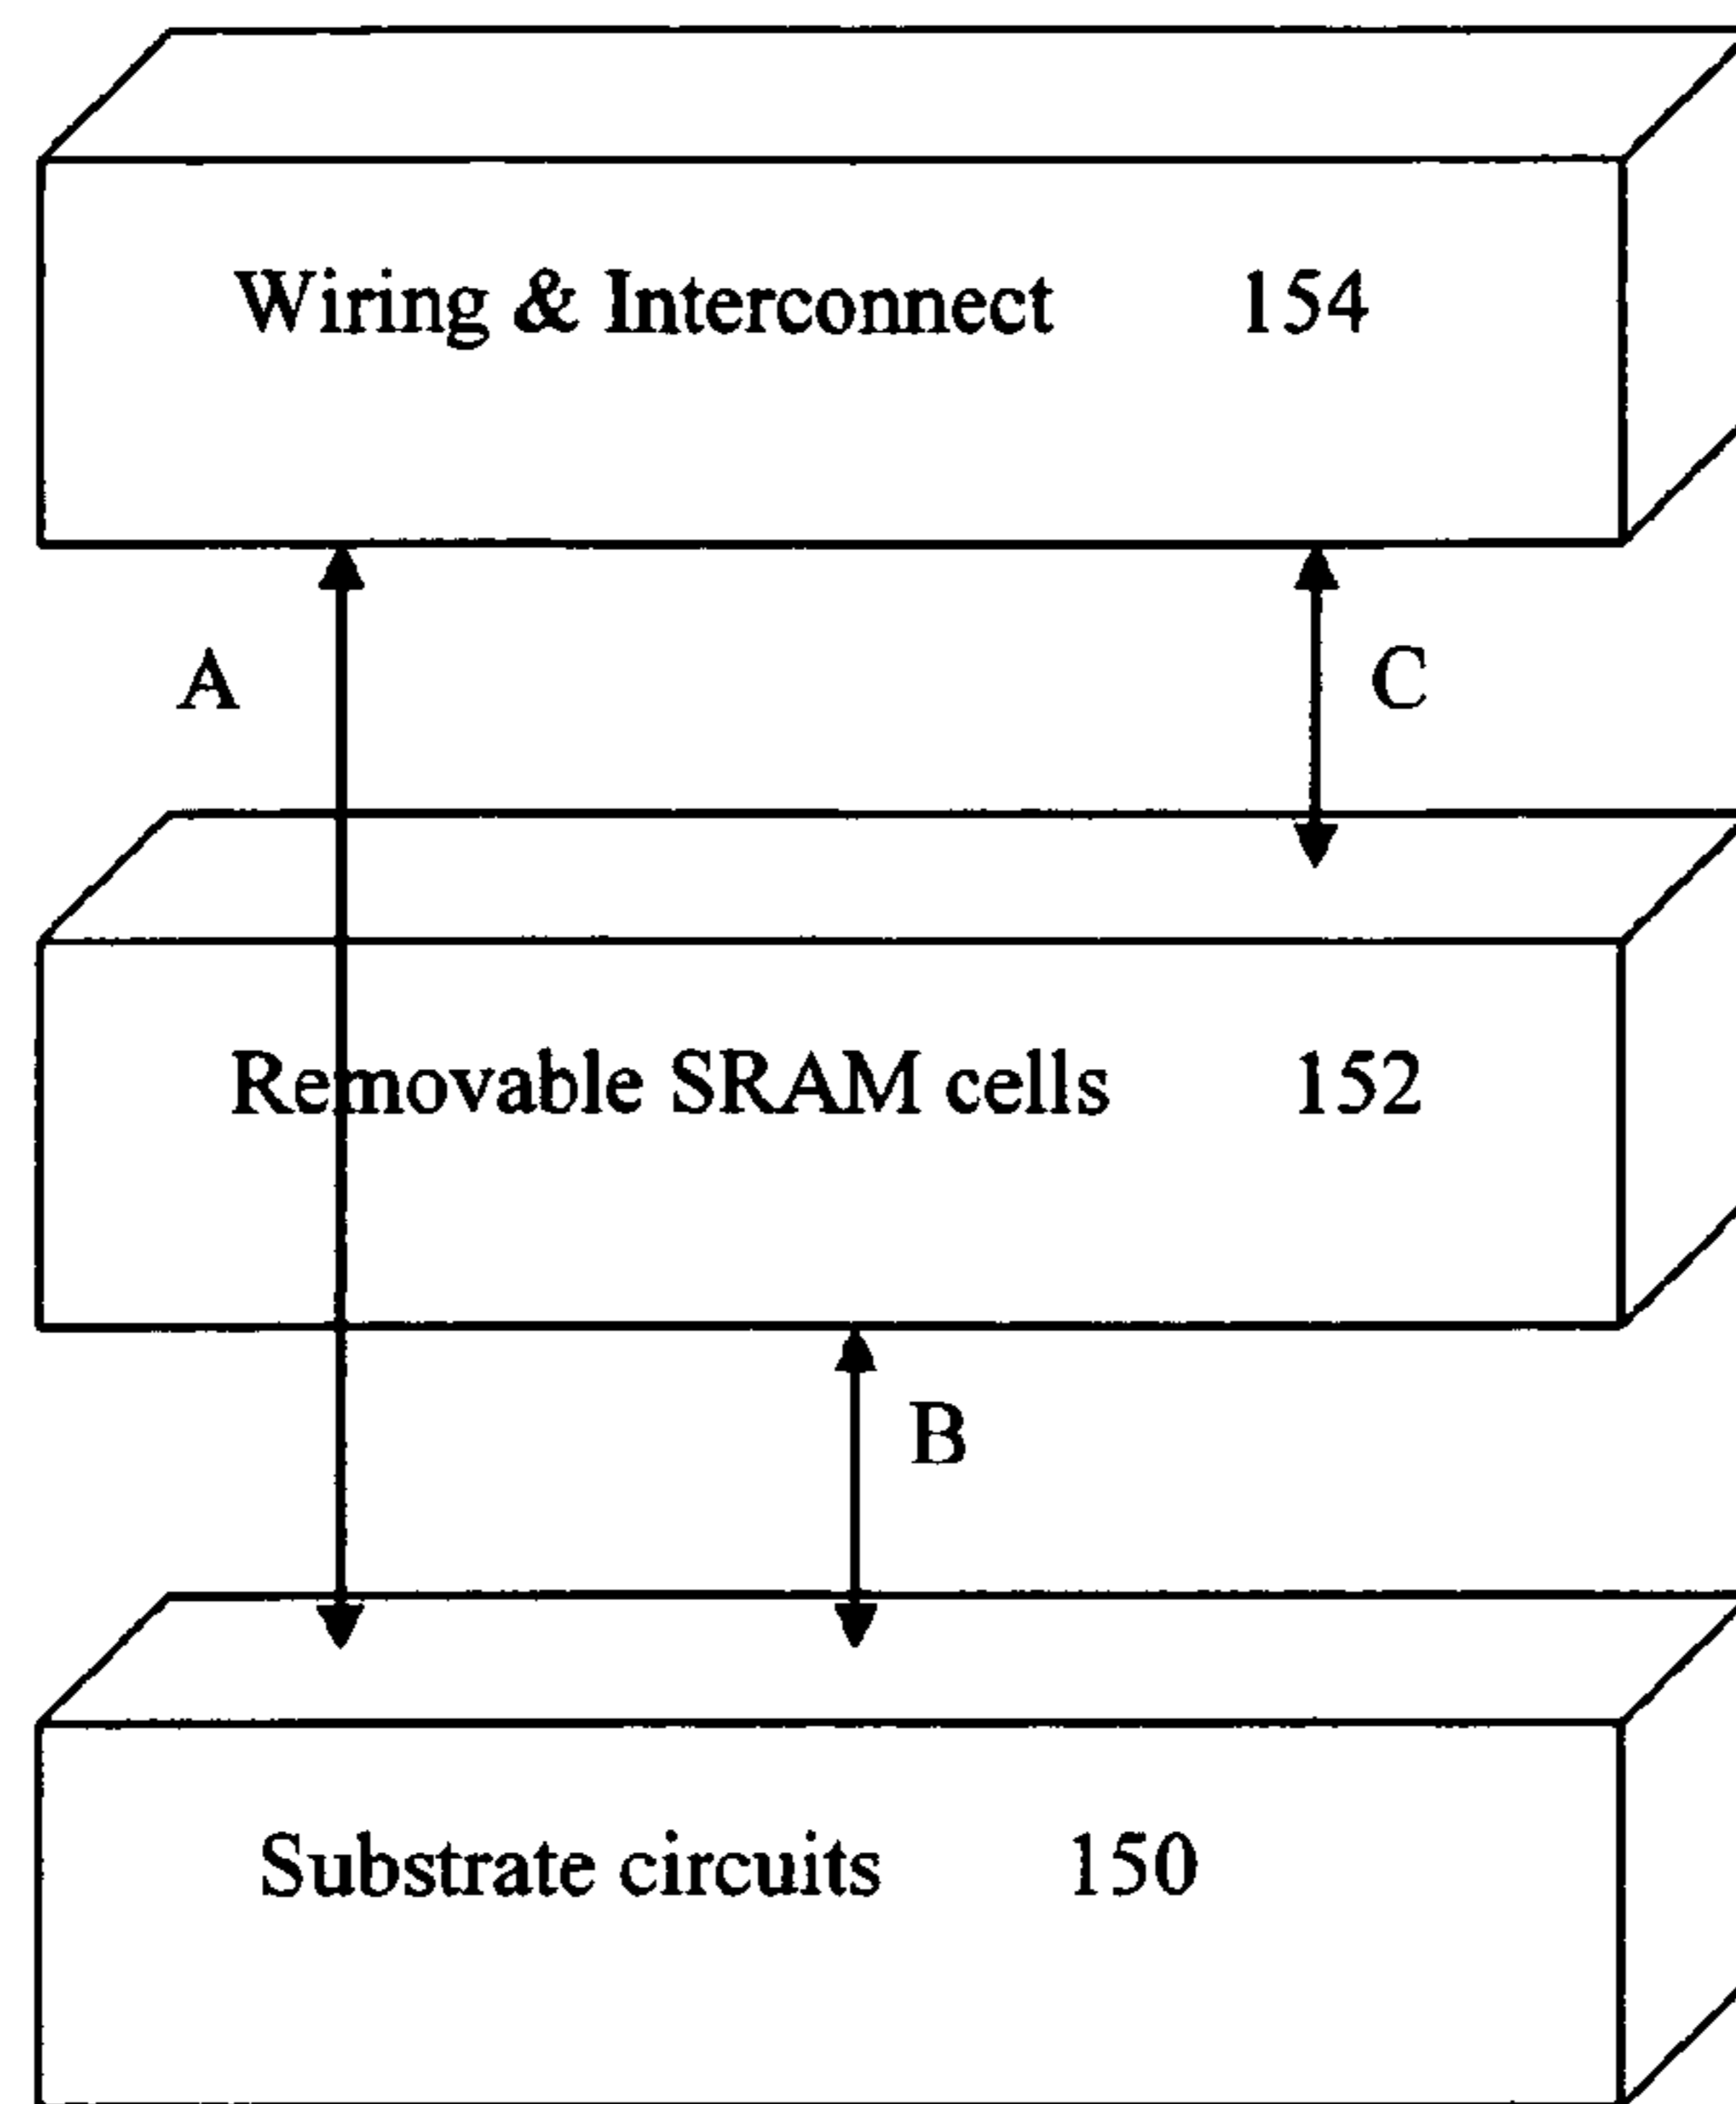 Wiring & Interconnect 154
A
C
Removable SRAM cells 152
B
Substrate circuits 150